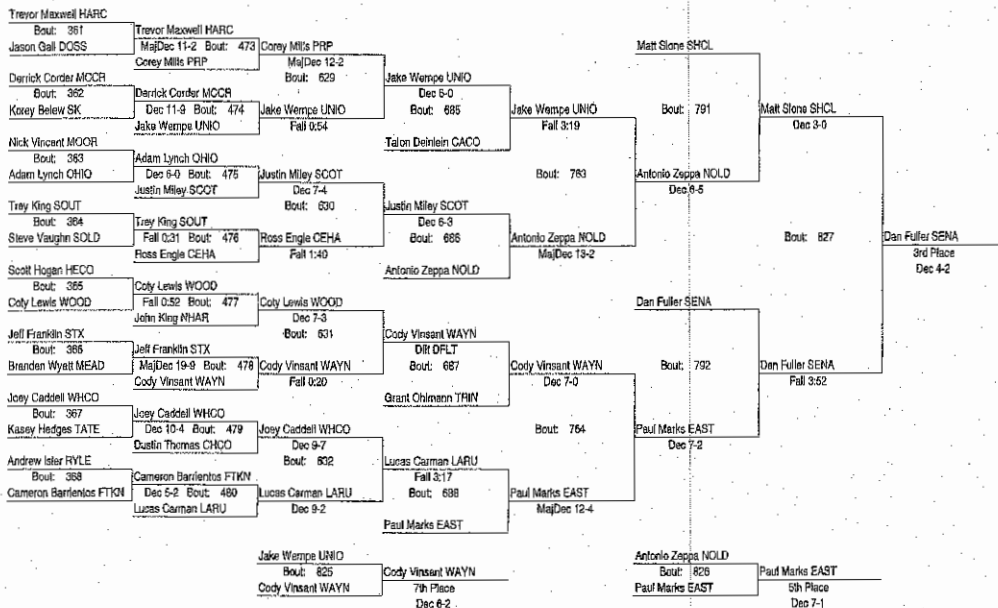 Trevor Maxwell HARC
Bout: 361
Jason Gall DOSS
Derrick Corder MCCR
Bout: 362
Korey Belew SK
Nick Vincent MOOR
Bout: 363
Adam Lynch OHIO
Trey King SOUT
Bout: 364
Steve Vaughn SOLD
Scott Hogan HECO
Bout: 365
Coty Lewis WOOD
Jeff Franklin STX
Bout: 366
Branden Wyatt MEAD
Joey Caddell WHCO
Bout: 367
Kasey Hedges TATE
Andrew Isler RYLE
Bout: 368
Cameron Barrientos FTKN
Trevor Maxwell HARC
MajDec 11-2 Bout: 473
Corey Mills PRP
Derrick Corder MCCR
Dec 11-9 Bout: 474
Jake Wempe UNIO
Adam Lynch OHIO
Dec 6-0 Bout: 475
Justin Miley SCOT
Trey King SOUT
Fall 0:31 Bout: 476
Ross Engle CEHA
Coty Lewis WOOD
Fall 0:52 Bout: 477
John King NHAR
Jeff Franklin STX
MajDec 19-9 Bout: 478
Cody Vinsant WAYN
Joey Caddell WHCO
Dec 10-4 Bout: 479
Dustin Thomas CHCO
Cameron Barrientos FTKN
Dec 5-2 Bout: 480
Lucas Carman LARU
Corey Mills PRP
MajDec 12-2
Bout: 629
Jake Wempe UNIO
Fall 0:54
Justin Miley SCOT
Dec 7-4
Bout: 630
Ross Engle CEHA
Fall 1:40
Coty Lewis WOOD
Dec 7-3
Bout: 631
Cody Vinsant WAYN
Fall 0:20
Joey Caddell WHCO
Dec 9-7
Bout: 632
Lucas Carman LARU
Dec 9-2
Jake Wempe UNIO
Dec 6-0
Bout: 685
Talon Deinlein CACO
Justin Miley SCOT
Dec 6-3
Bout: 686
Antonio Zeppa NOLD
Cody Vinsant WAYN
Dflt DFLT
Bout: 687
Grant Ohlmann TRIN
Lucas Carman LARU
Fall 3:17
Bout: 688
Paul Marks EAST
Jake Wempe UNIO
Fall 3:19
Bout: 763
Antonio Zeppa NOLD
MajDec 13-2
Cody Vinsant WAYN
Dec 7-0
Bout: 764
Paul Marks EAST
MajDec 12-4
Matt Slone SHCL
Bout: 791
Antonio Zeppa NOLD
Dec 6-5
Dan Fuller SENA
Bout: 792
Paul Marks EAST
Dec 7-2
Matt Slone SHCL
Dec 3-0
Bout: 827
Dan Fuller SENA
Fall 3:52
Dan Fuller SENA
3rd Place
Dec 4-2
Jake Wempe UNIO
Bout: 825
Cody Vinsant WAYN
Cody Vinsant WAYN
7th Place
Dec 6-2
Antonio Zeppa NOLD
Bout: 826
Paul Marks EAST
Paul Marks EAST
5th Place
Dec 7-1